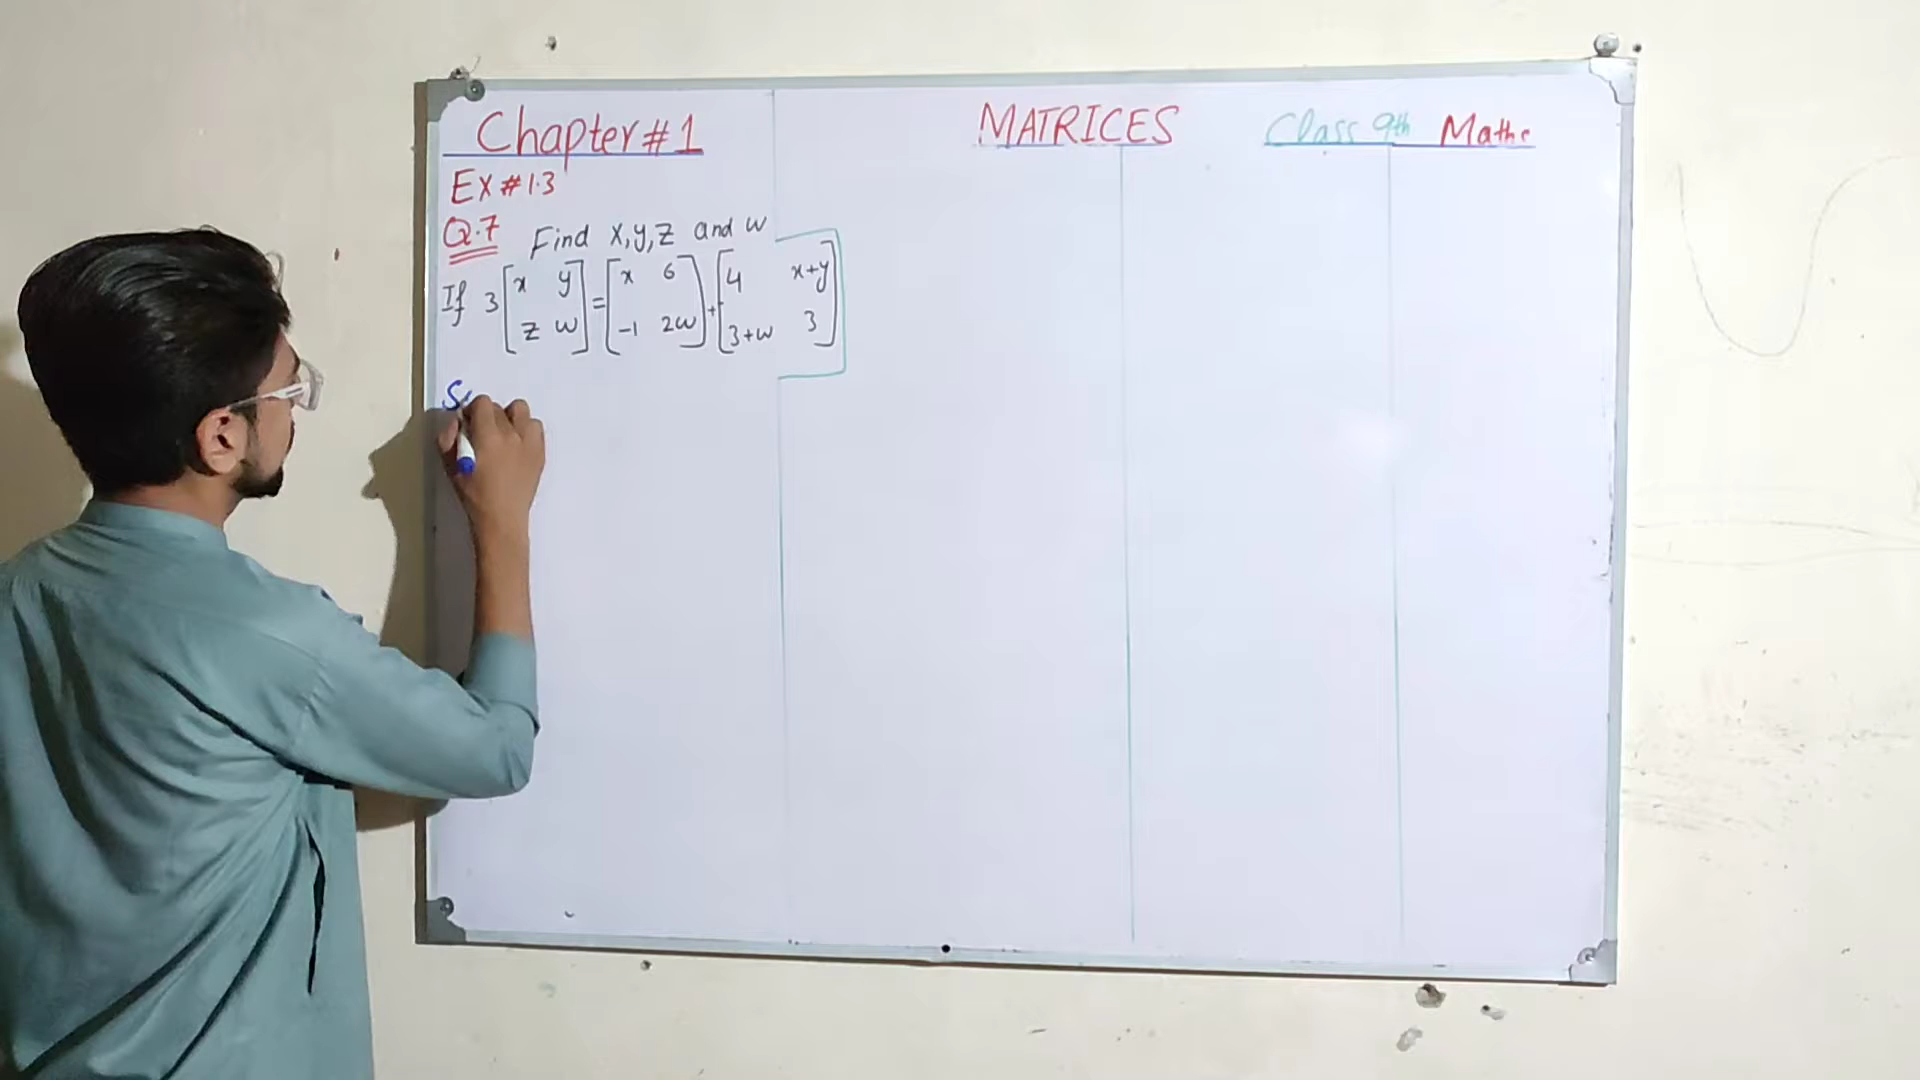 Chapter # 1 MATRICES Class 9th Maths
EX # 1.3
Q.7 Find x, y, z and w
If 3 [x y] = [x 6] + [4 x+y]
[z w] [-1 2w] [3+w 3]